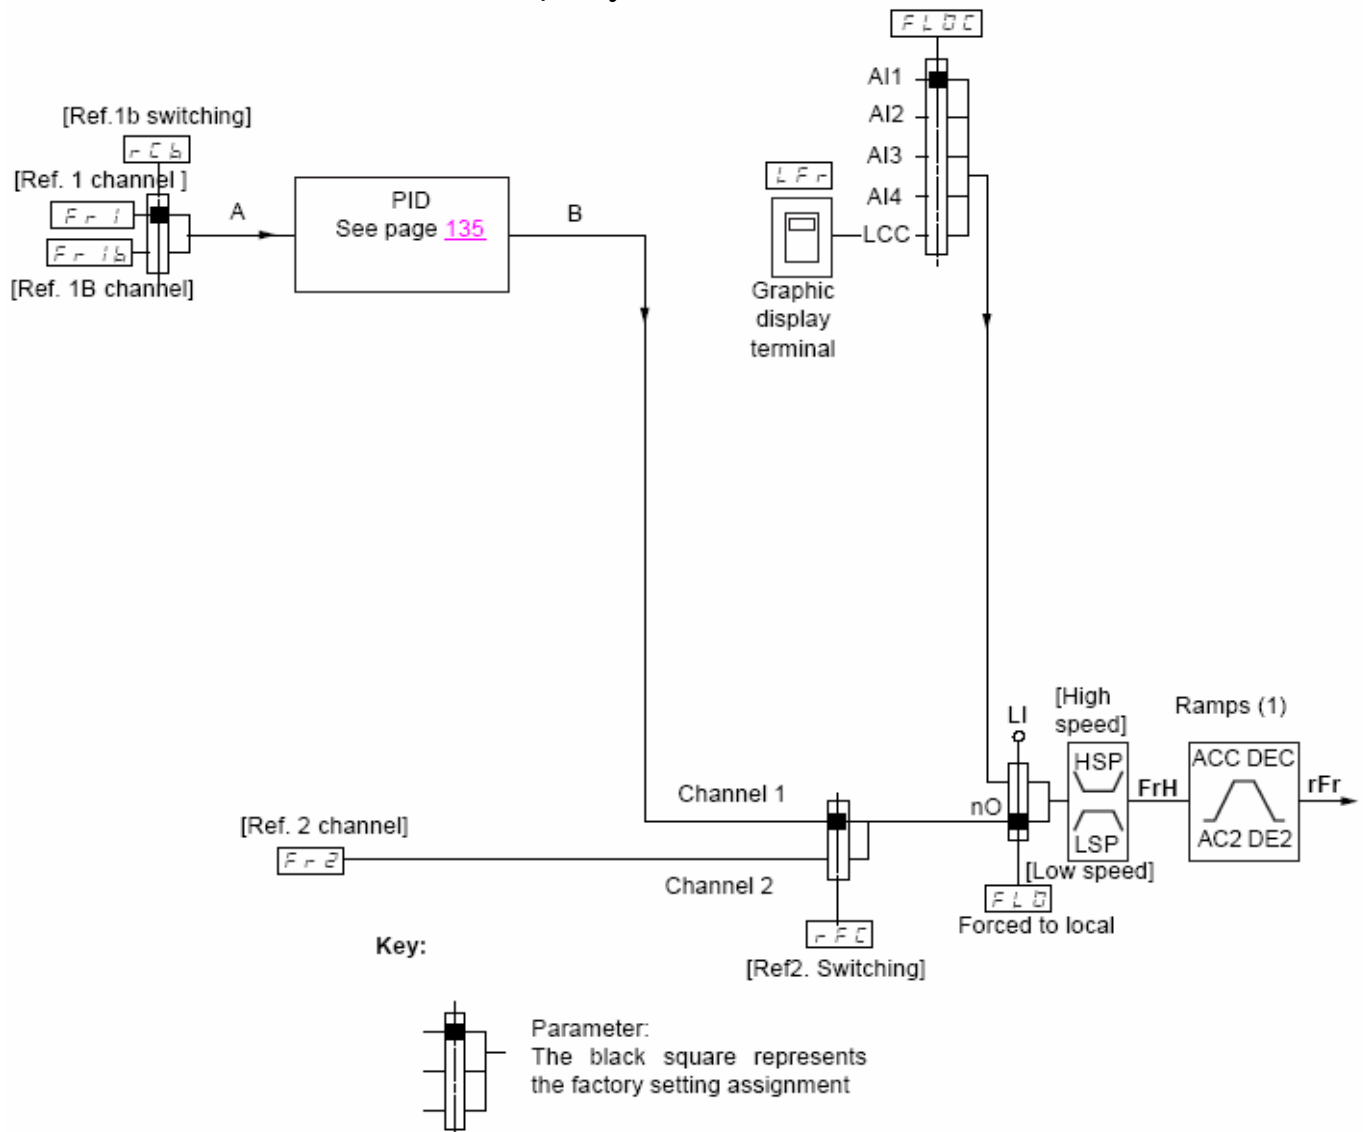 FLOC
AI1
AI2
AI3
AI4
LCC
LFr
Graphic
display
terminal
[Ref.1b switching]
rCb
[Ref. 1 channel ]
Fr1
Fr1b
[Ref. 1B channel]
A
PID
See page 135
B
LI
nO
[High
speed]
HSP
LSP
[Low speed]
FrH
Ramps (1)
ACC DEC
AC2 DE2
rFr
FLO
Forced to local
Channel 1
[Ref. 2 channel]
Fr2
Channel 2
rFC
[Ref2. Switching]
Key:
Parameter:
The black square represents
the factory setting assignment